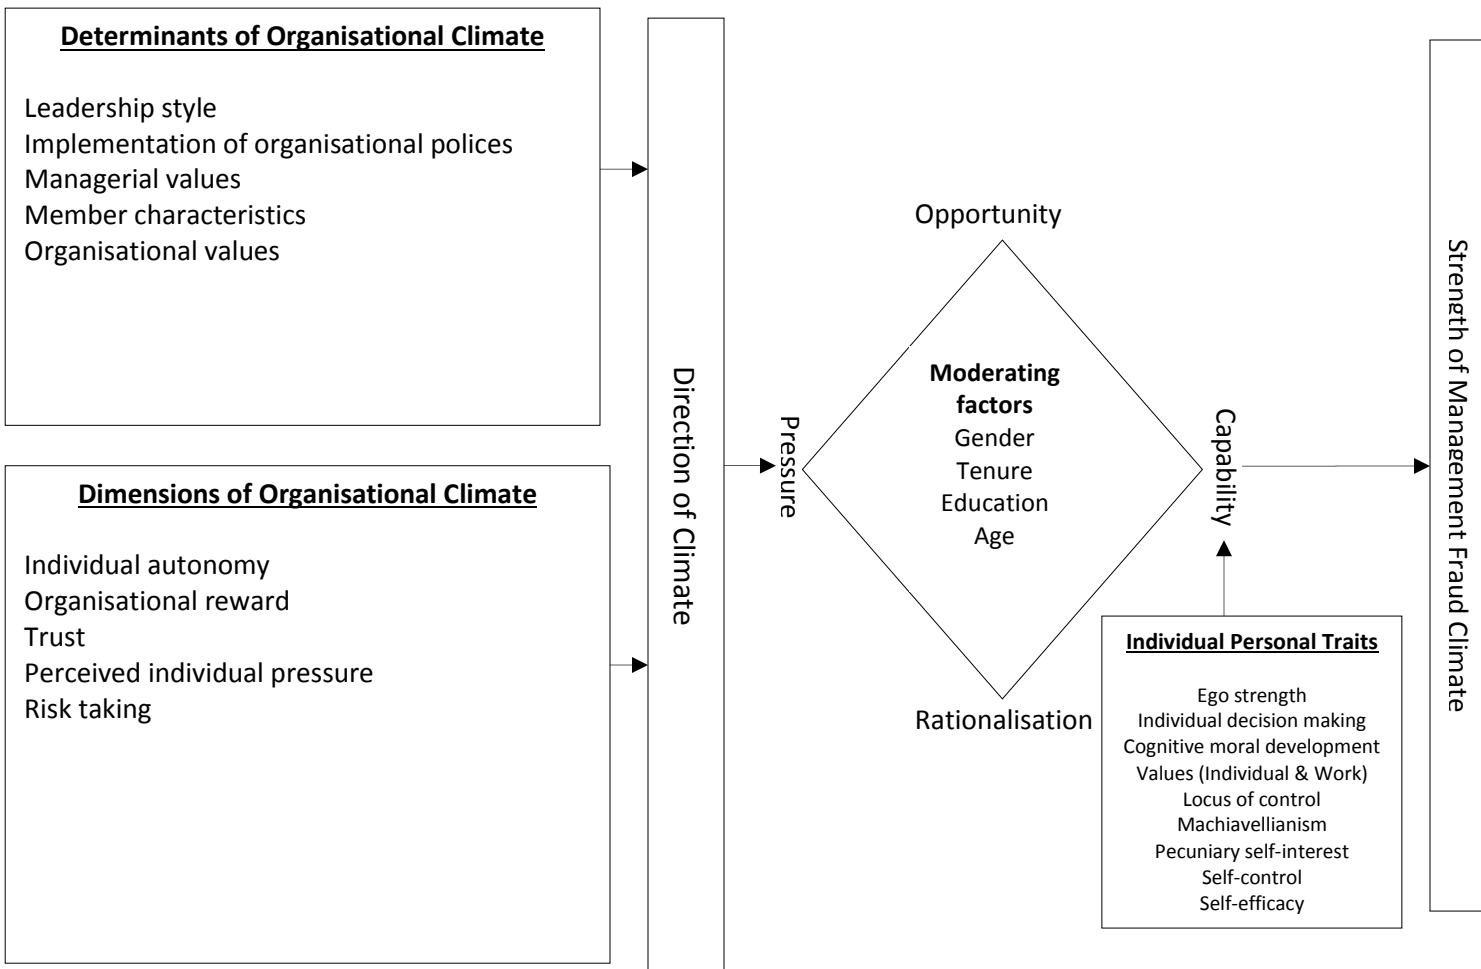 Determinants of Organisational Climate
Leadership style
Implementation of organisational polices
Managerial values
Member characteristics
Organisational values
Dimensions of Organisational Climate
Individual autonomy
Organisational reward
Trust
Perceived individual pressure
Risk taking
Direction of Climate
Pressure
Opportunity
Moderating
factors
Gender
Tenure
Education
Age
Rationalisation
Capability
Individual Personal Traits
Ego strength
Individual decision making
Cognitive moral development
Values (Individual & Work)
Locus of control
Machiavellianism
Pecuniary self-interest
Self-control
Self-efficacy
Strength of Management Fraud Climate